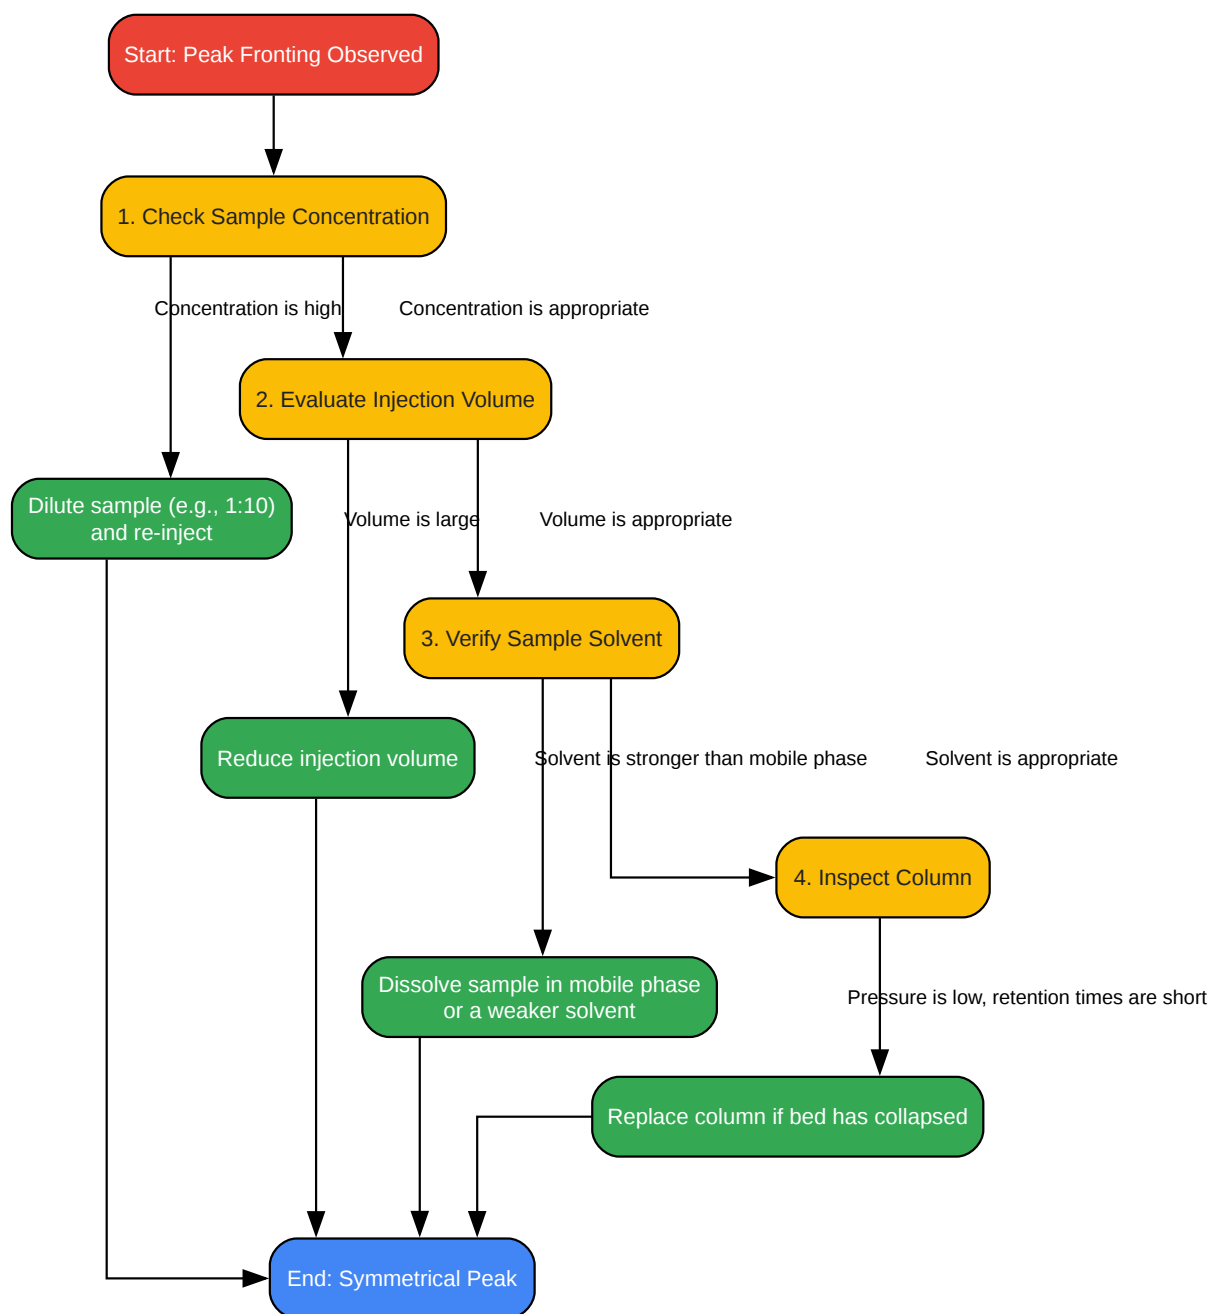 Start: Peak Fronting Observed
1. Check Sample Concentration
Concentration is high
Concentration is appropriate
2. Evaluate Injection Volume
Dilute sample (e.g., 1:10)
and re-inject
Volume is large
Volume is appropriate
3. Verify Sample Solvent
Reduce injection volume
Solvent is stronger than mobile phase
Solvent is appropriate
4. Inspect Column
Dissolve sample in mobile phase
or a weaker solvent
Pressure is low, retention times are short
Replace column if bed has collapsed
End: Symmetrical Peak